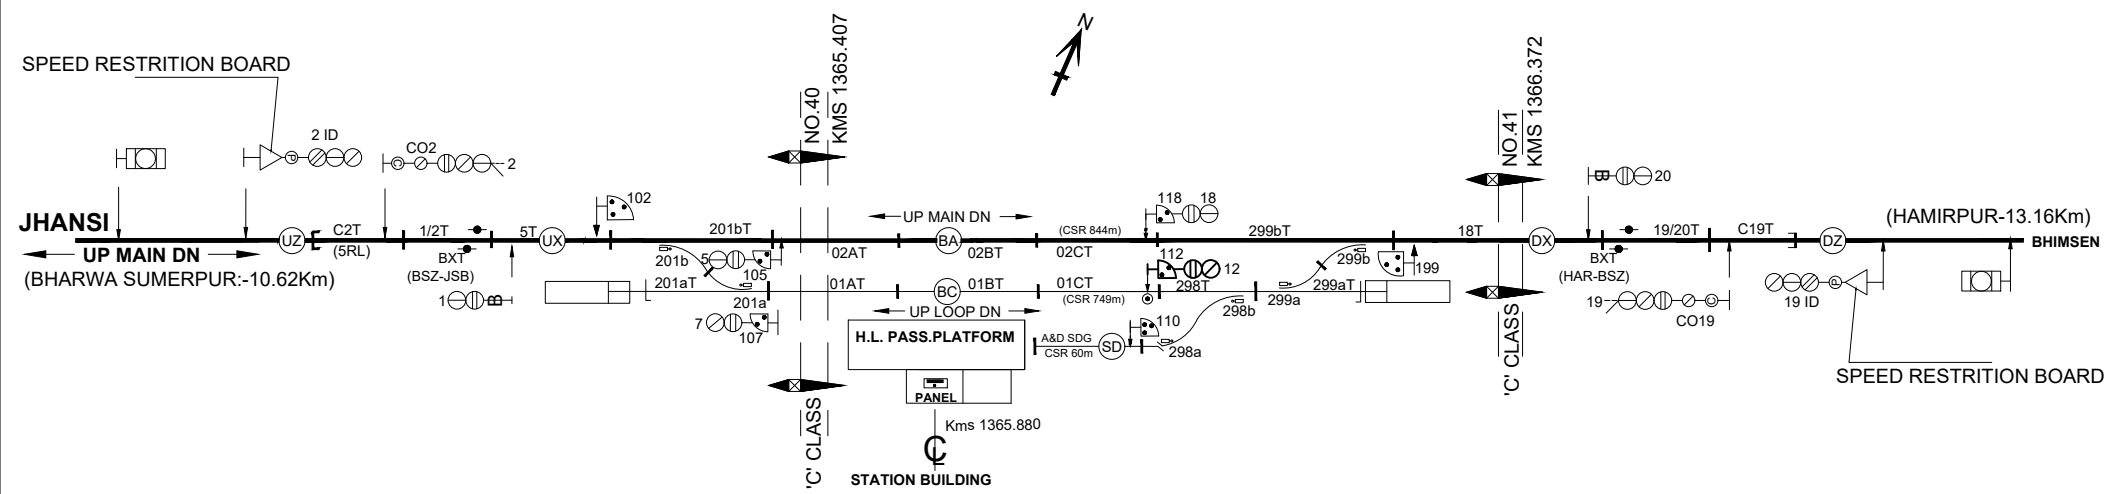 N
SPEED RESTRITION BOARD
NO.40
KMS 1365.407
NO.41
KMS 1366.372
2 ID
P
CO2
C
2
B
20
102
118
18
JHANSI
UP MAIN DN
(BHARWA SUMERPUR:-10.62Km)
UZ
C2T
(5RL)
1/2T
BXT
(BSZ-JSB)
5T
UX
201b
201bT
5
105
02AT
UP MAIN DN
BA
02BT
(CSR 844m)
02CT
112
12
299bT
299b
199
18T
DX
BXT
(HAR-BSZ)
19/20T
C19T
DZ
(HAMIRPUR-13.16Km)
BHIMSEN
1
B
201aT
201a
01AT
BC
01BT
01CT
(CSR 749m)
298T
298b
299a
299aT
19
C
CO19
19 ID
P
7
107
UP LOOP DN
H.L. PASS.PLATFORM
A&D SDG
CSR 60m
SD
110
298a
PANEL
'C' CLASS
'C' CLASS
SPEED RESTRITION BOARD
Kms 1365.880
CL
STATION BUILDING